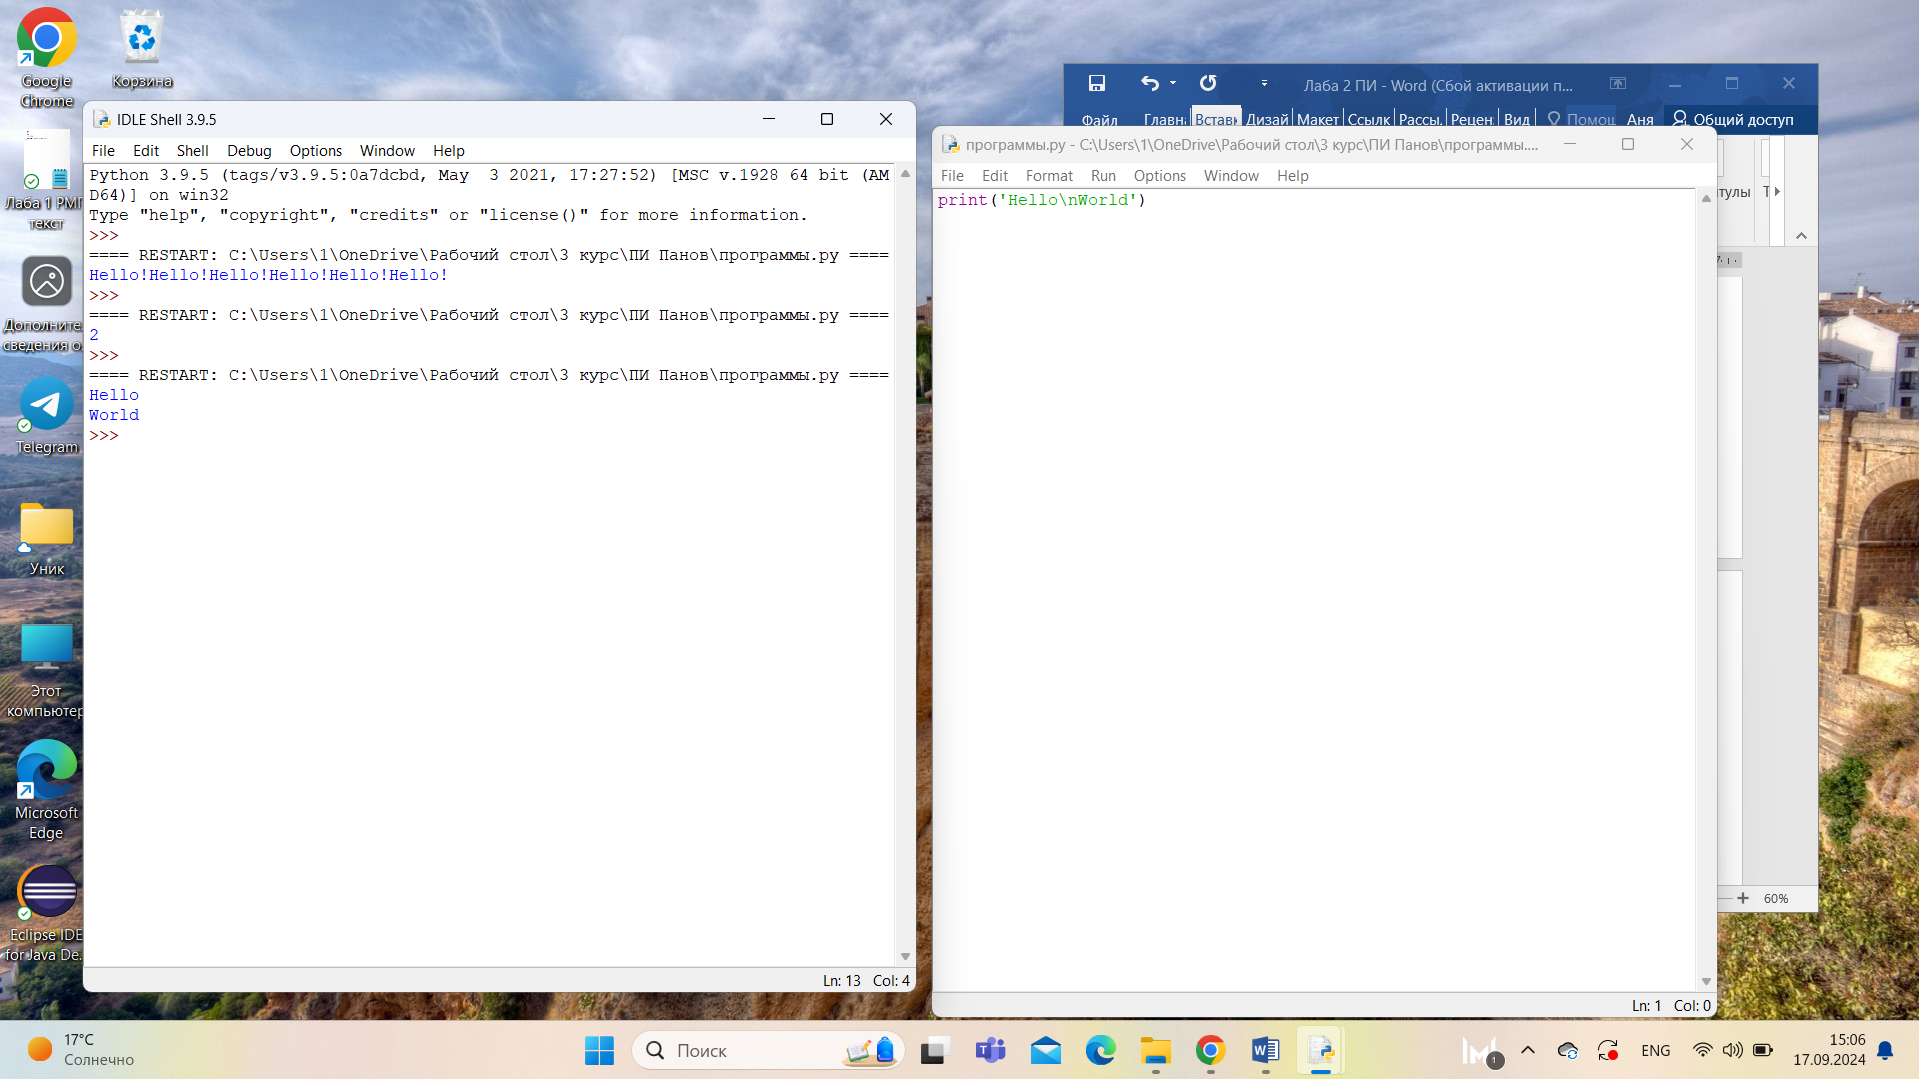 Google
Chrome
Корзина
Лаба 1 РМП
текст
Дополните
сведения о
Telegram
Уник
Этот
компьютер
Microsoft
Edge
Eclipse IDE
for Java De...
IDLE Shell 3.9.5
File Edit Shell Debug Options Window Help
Python 3.9.5 (tags/v3.9.5:0a7dcbd, May  3 2021, 17:27:52) [MSC v.1928 64 bit (AM
D64)] on win32
Type "help", "copyright", "credits" or "license()" for more information.
>>>
==== RESTART: C:\Users\1\OneDrive\Рабочий стол\3 курс\ПИ Панов\программы.py ====
Hello!Hello!Hello!Hello!Hello!Hello!
>>>
==== RESTART: C:\Users\1\OneDrive\Рабочий стол\3 курс\ПИ Панов\программы.py ====
2
>>>
==== RESTART: C:\Users\1\OneDrive\Рабочий стол\3 курс\ПИ Панов\программы.py ====
Hello
World
>>>
Ln: 13 Col: 4
Лаба 2 ПИ - Word (Сбой активации п...
Файл Главн Вставк Дизай Макет Ссылк Рассы. Рецен Вид Помощ Аня Общий доступ
тулы
60%
программы.py - C:\Users\1\OneDrive\Рабочий стол\3 курс\ПИ Панов\программы....
File Edit Format Run Options Window Help
print('Hello\nWorld')
Ln: 1 Col: 0
17°C
Солнечно
Поиск
1
ENG
15:06
17.09.2024